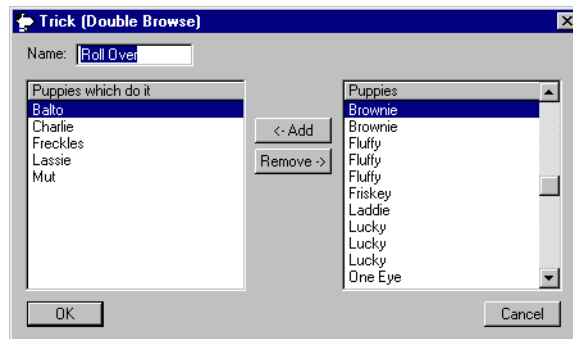 Trick (Double Browse)
Name: Roll Over
Puppies which do it
Balto
Charlie
Freckles
Lassie
Mut
<- Add
Remove ->
Puppies
Brownie
Brownie
Fluffy
Fluffy
Fluffy
Friskey
Laddie
Lucky
Lucky
Lucky
One Eye
OK
Cancel